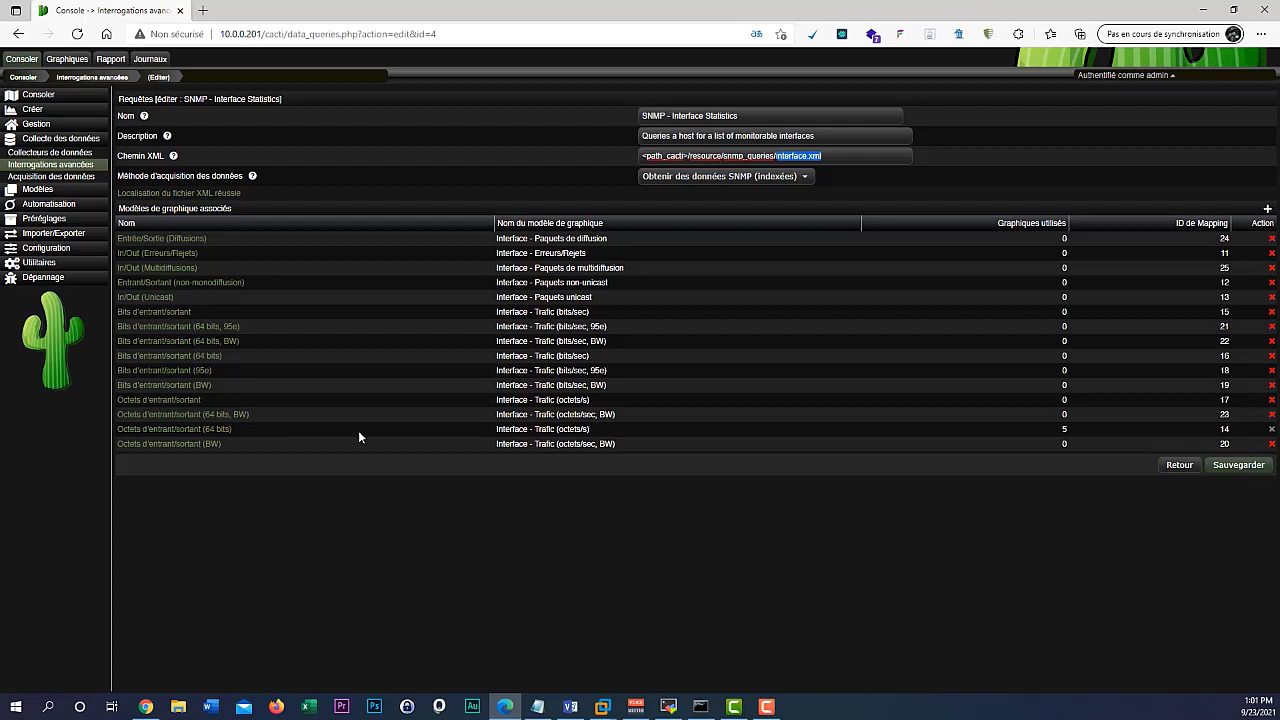 Console -> Interrogations avanc
Non sécurisé
10.0.0.201/cacti/data_queries.php?action=edit&id=4
Pas en cours de synchronisation
Consoler
Graphiques
Rapport
Journaux
Consoler
Interrogations avancées
(Editer)
Authentifié comme admin
Consoler
Créer
Gestion
Collecte des données
Collecteurs de données
Interrogations avancées
Acquisition des données
Modèles
Automatisation
Préréglages
Importer/Exporter
Configuration
Utilitaires
Dépannage
Requêtes [éditer : SNMP - Interface Statistics]
Nom
SNMP - Interface Statistics
Description
Queries a host for a list of monitorable interfaces
Chemin XML
<path_cacti>/resource/snmp_queries/interface.xml
Méthode d'acquisition des données
Obtenir des données SNMP (indexées)
Localisation du fichier XML réussie
Modèles de graphique associés
Nom Nom du modèle de graphique Graphiques utilisés ID de Mapping Action
Entrée/Sortie (Diffusions) Interface - Paquets de diffusion 0 24
In/Out (Erreurs/Rejets) Interface - Erreurs/Rejets 0 11
In/Out (Multidiffusions) Interface - Paquets de multidiffusion 0 25
Entrant/Sortant (non-monodiffusion) Interface - Paquets non-unicast 0 12
In/Out (Unicast) Interface - Paquets unicast 0 13
Bits d'entrant/sortant Interface - Trafic (bits/sec) 0 15
Bits d'entrant/sortant (64 bits, 95e) Interface - Trafic (bits/sec, 95e) 0 21
Bits d'entrant/sortant (64 bits, BW) Interface - Trafic (bits/sec, BW) 0 22
Bits d'entrant/sortant (64 bits) Interface - Trafic (bits/sec) 0 16
Bits d'entrant/sortant (95e) Interface - Trafic (bits/sec, 95e) 0 18
Bits d'entrant/sortant (BW) Interface - Trafic (bits/sec, BW) 0 19
Octets d'entrant/sortant Interface - Trafic (octets/s) 0 17
Octets d'entrant/sortant (64 bits, BW) Interface - Trafic (octets/sec, BW) 0 23
Octets d'entrant/sortant (64 bits) Interface - Trafic (octets/s) 5 14
Octets d'entrant/sortant (BW) Interface - Trafic (octets/sec, BW) 0 20
Retour
Sauvegarder
1:01 PM
9/23/2021